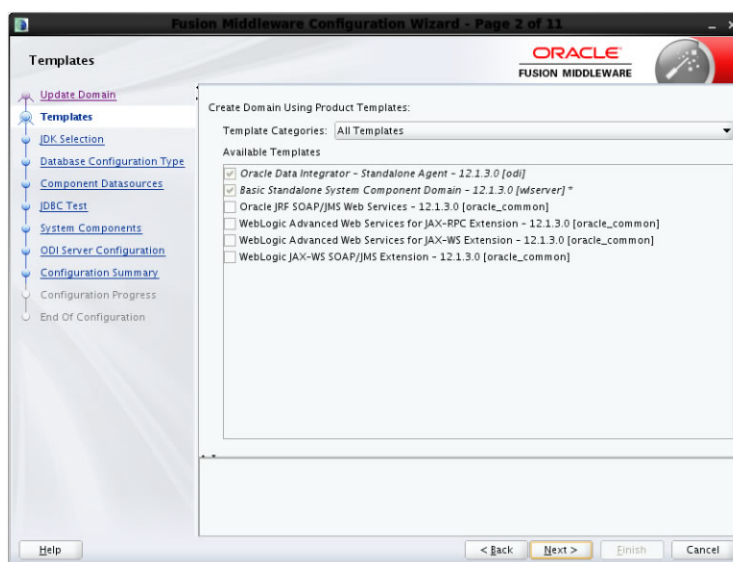 Fusion Middleware Configuration Wizard - Page 2 of 11
Templates
ORACLE
FUSION MIDDLEWARE
Update Domain
Templates
JDK Selection
Database Configuration Type
Component Datasources
JDBC Test
System Components
ODI Server Configuration
Configuration Summary
Configuration Progress
End Of Configuration
Create Domain Using Product Templates:
Template Categories: All Templates
Available Templates
Oracle Data Integrator - Standalone Agent - 12.1.3.0 [odi]
Basic Standalone System Component Domain - 12.1.3.0 [wlserver] *
Oracle JRF SOAP/JMS Web Services - 12.1.3.0 [oracle_common]
WebLogic Advanced Web Services for JAX-RPC Extension - 12.1.3.0 [oracle_common]
WebLogic Advanced Web Services for JAX-WS Extension - 12.1.3.0 [oracle_common]
WebLogic JAX-WS SOAP/JMS Extension - 12.1.3.0 [oracle_common]
Help
< Back
Next >
Finish
Cancel